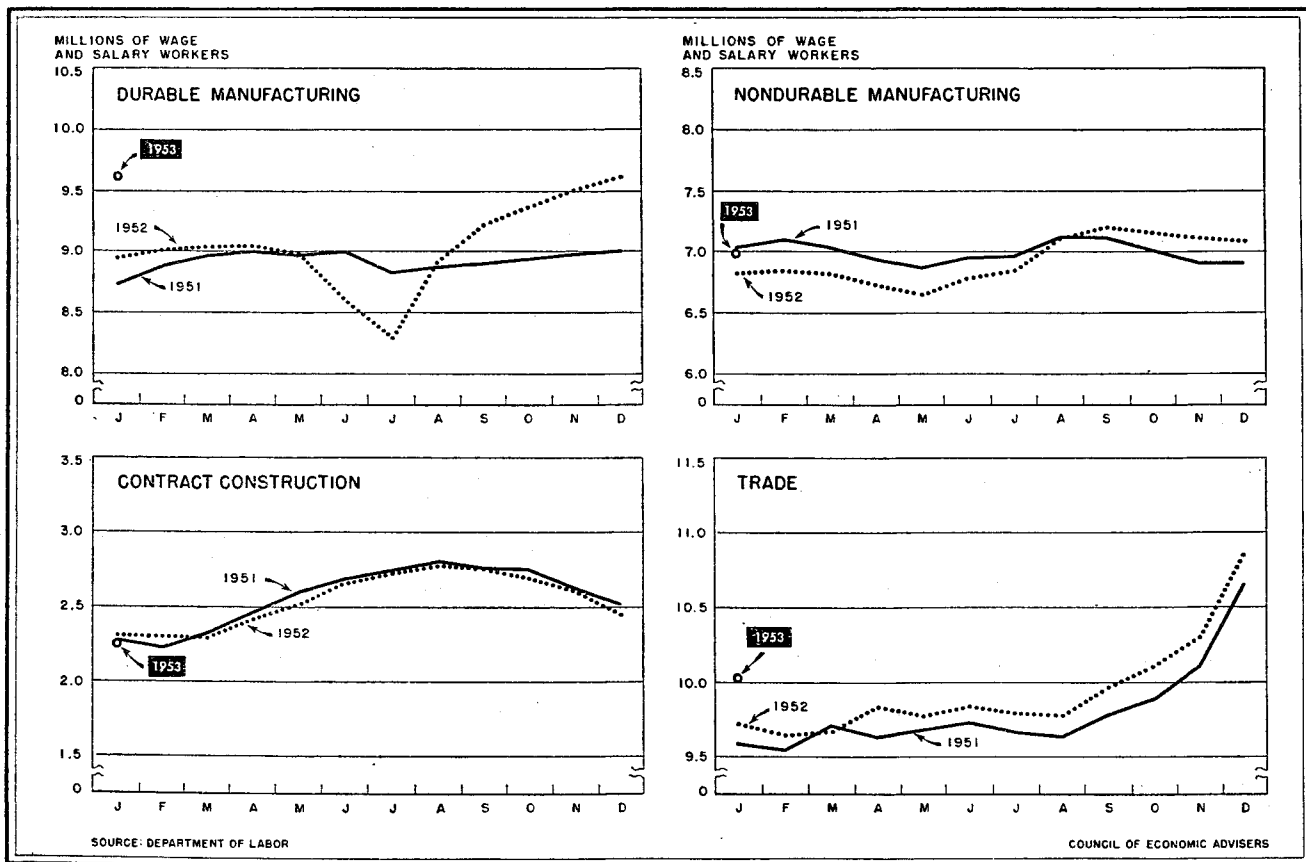 MILLIONS OF WAGE
AND SALARY WORKERS
10.5
DURABLE MANUFACTURING
10.0
1953
9.5
1952
9.0
1951
8.5
8.0
0
J F M A M J J A S O N D
MILLIONS OF WAGE
AND SALARY WORKERS
8.5
NONDURABLE MANUFACTURING
8.0
7.5
1953
1951
7.0
1952
6.5
6.0
0
J F M A M J J A S O N D
3.5
CONTRACT CONSTRUCTION
3.0
1951
2.5
1952
1953
2.0
1.5
0
J F M A M J J A S O N D
11.5
TRADE
11.0
10.5
1953
10.0
1952
1951
9.5
0
J F M A M J J A S O N D
SOURCE: DEPARTMENT OF LABOR
COUNCIL OF ECONOMIC ADVISERS